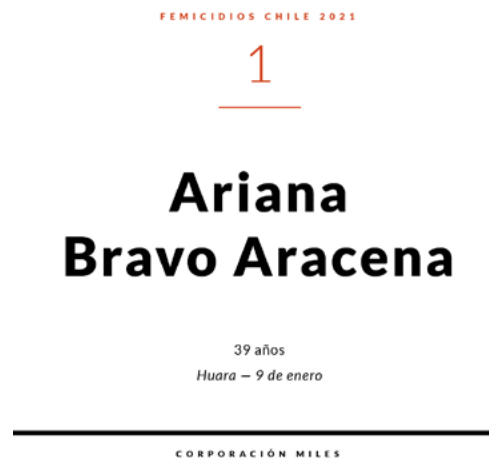 FEMICIDIOS CHILE 2021
1
Ariana
Bravo Aracena
39 años
Huara — 9 de enero
CORPORACIÓN MILES